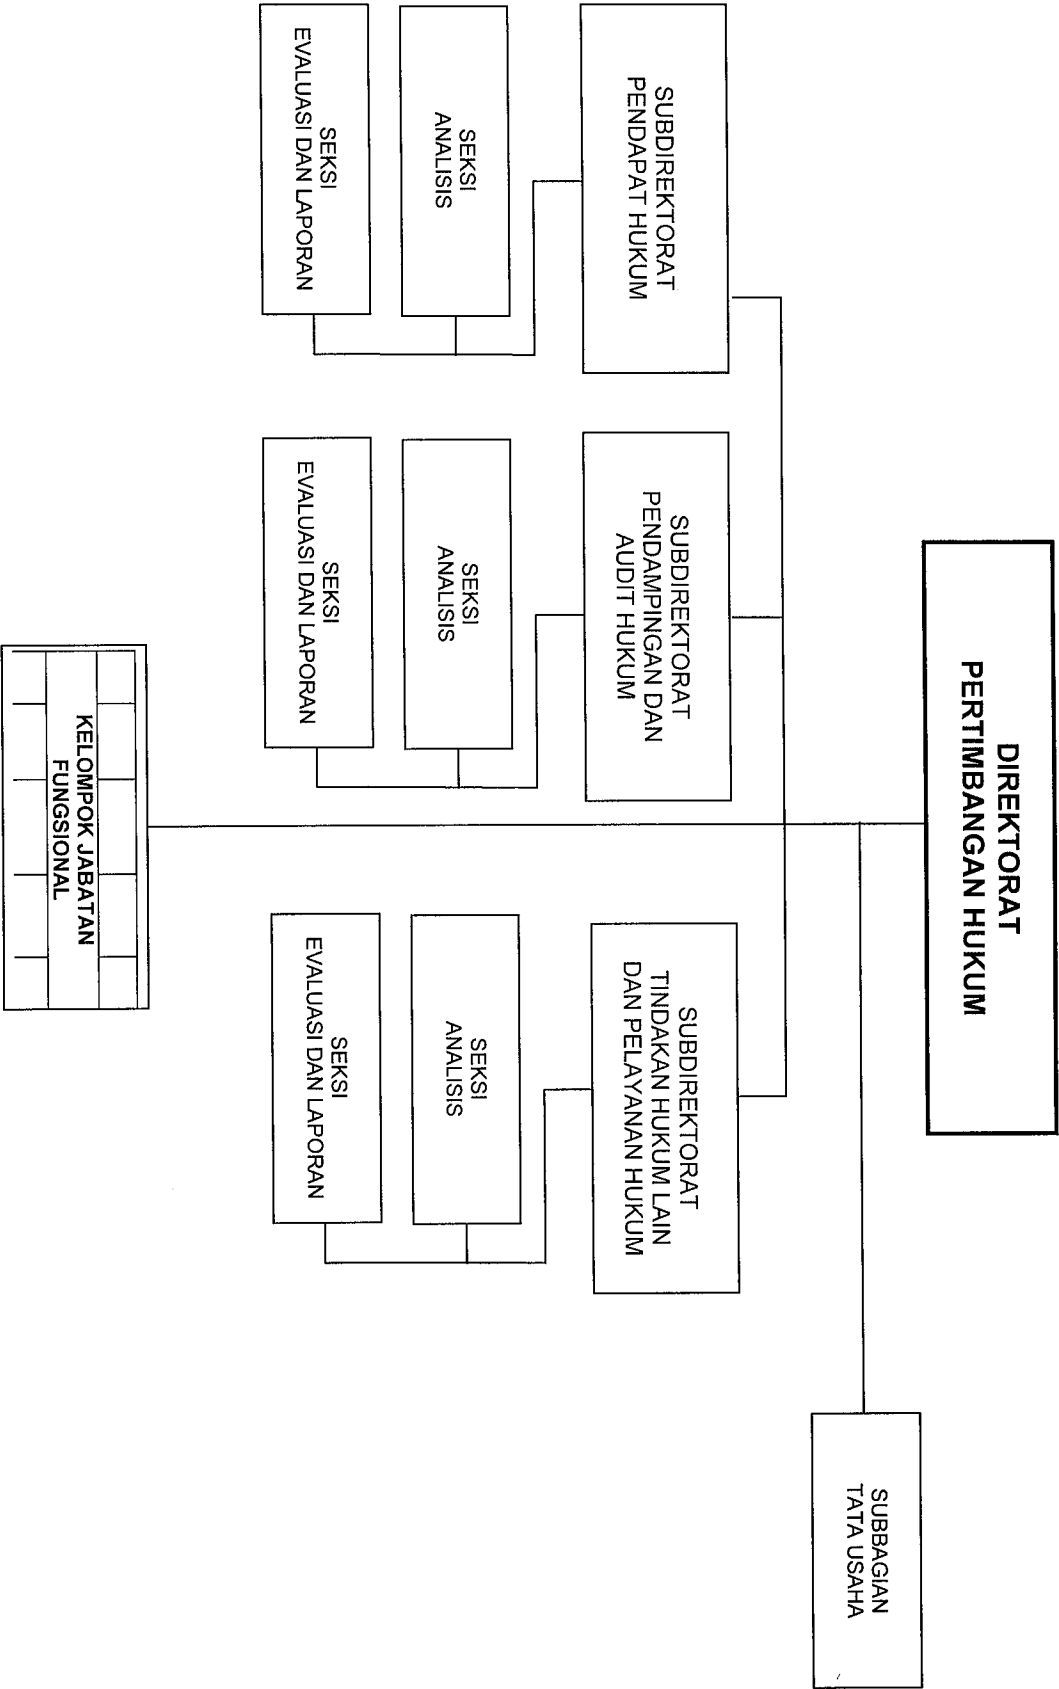 DIREKTORAT
PERTIMBANGAN HUKUM
SUBBAGIAN
TATA USAHA
SUBDIREKTORAT
PENDAPAT HUKUM
SUBDIREKTORAT
PENDAMPINGAN DAN
AUDIT HUKUM
SUBDIREKTORAT
TINDAKAN HUKUM LAIN
DAN PELAYANAN HUKUM
SEKSI
ANALISIS
SEKSI
ANALISIS
SEKSI
ANALISIS
SEKSI
EVALUASI DAN LAPORAN
SEKSI
EVALUASI DAN LAPORAN
SEKSI
EVALUASI DAN LAPORAN
KELOMPOK JABATAN
FUNGSIONAL